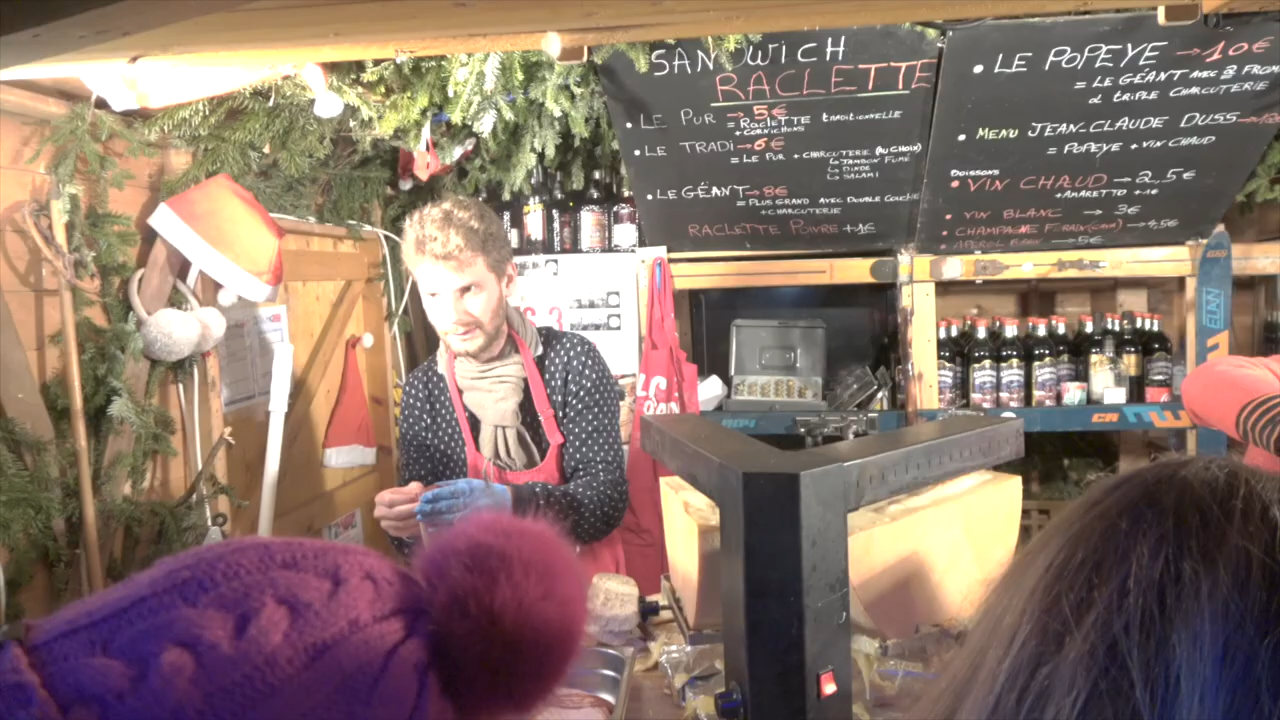 SANDWICH
RACLETTE
• LE PUR → 5€
= RACLETTE TRADITIONNELLE
+ CORNICHONS
• LE TRADI → 6€
= LE PUR + CHARCUTERIE (AU CHOIX)
↳ JAMBON FUMÉ
↳ DINDE
↳ SALAMI
• LE GÉANT → 8€
= PLUS GRAND AVEC DOUBLE COUCHE
+ CHARCUTERIE
RACLETTE POIVRE +1€
• LE POPEYE → 10€
= LE GÉANT AVEC 2 FROM
& TRIPLE CHARCUTERIE
• MENU JEAN-CLAUDE DUSS →
= POPEYE + VIN CHAUD
BOISSONS
• VIN CHAUD → 2,5€
+ AMARETTO +1€
• VIN BLANC → 3€
• CHAMPAGNE → 4,5€
• APEROL → 5€
ELAN